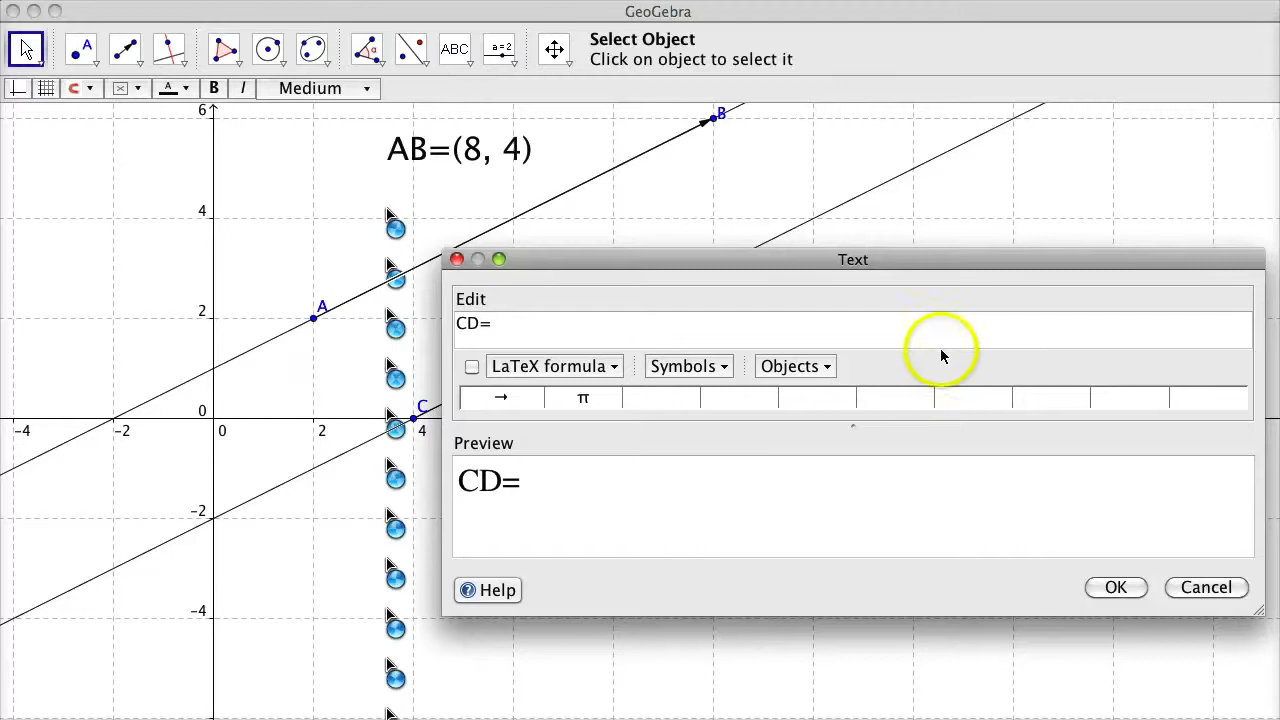 GeoGebra
A
α
ABC
a=2
Select Object
Click on object to select it
A
B
I
Medium
6
B
AB=(8, 4)
4
Text
Edit
2
A
CD=
LaTeX formula
Symbols
Objects
→
π
0
C
-4
-2
0
2
4
Preview
CD=
-2
Help
OK
Cancel
-4